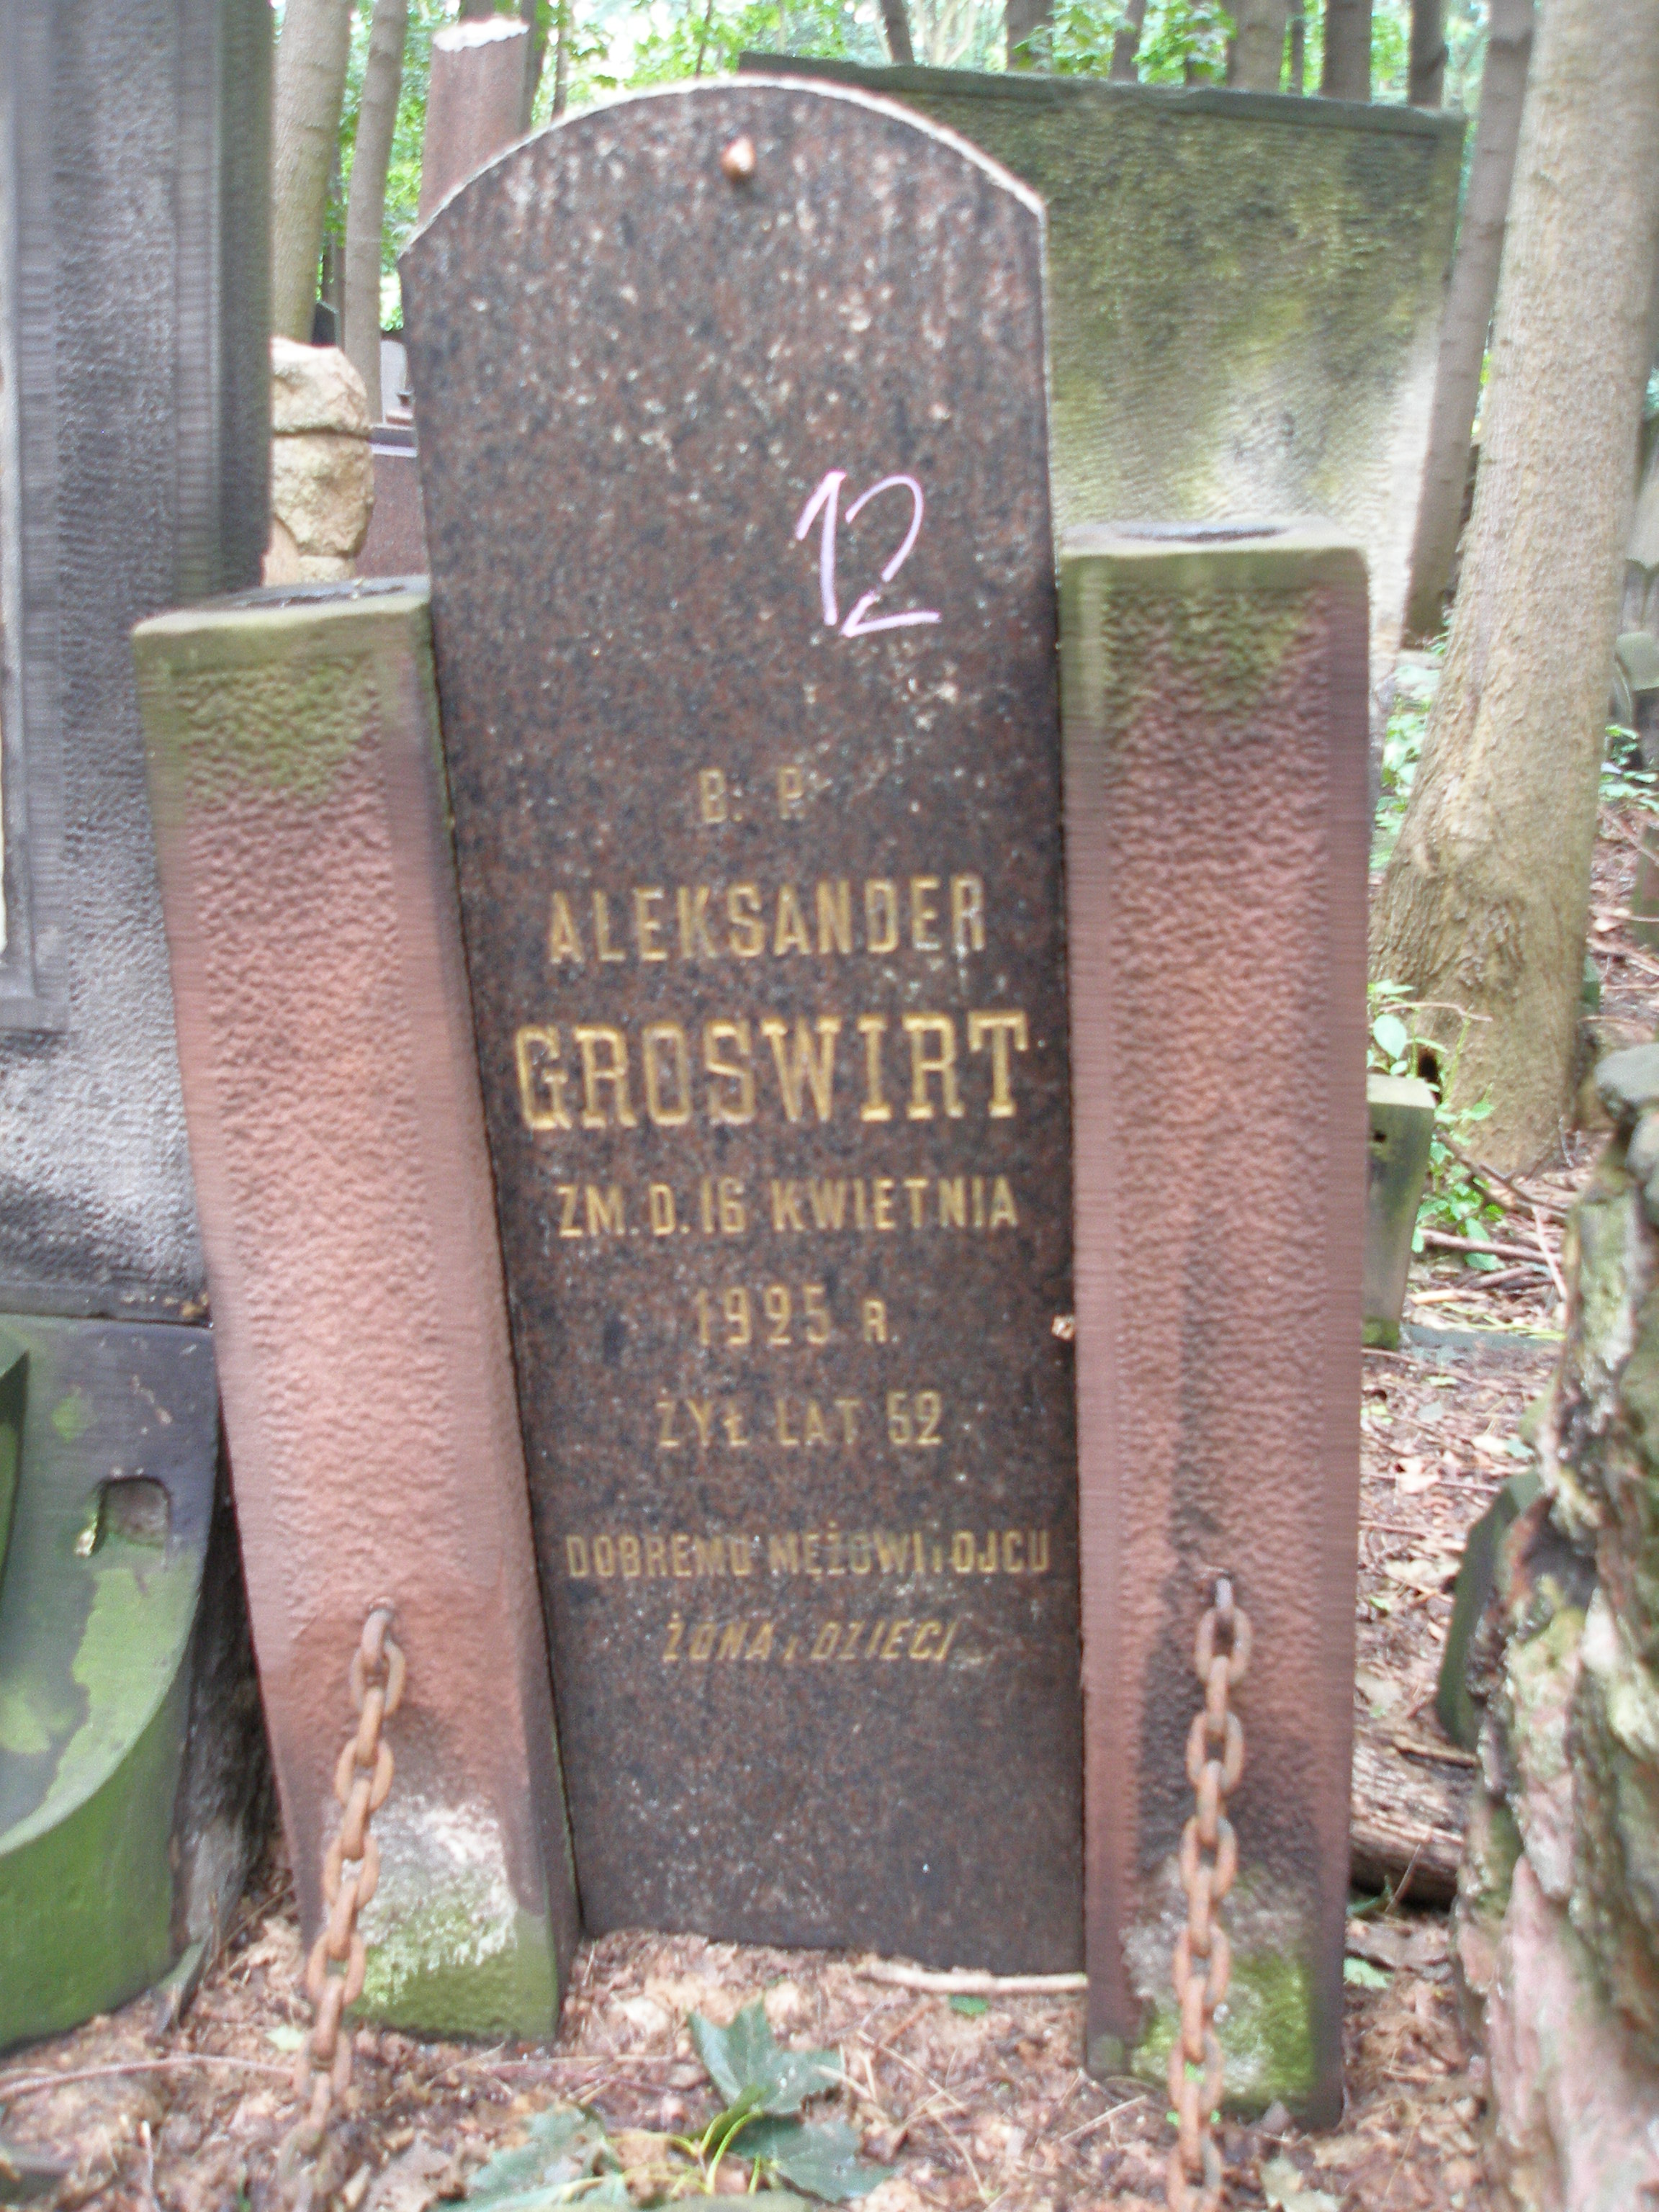 12
B. P.
ALEKSANDER
GROSWIRT
ZM. D. 16 KWIETNIA
1925 R.
ŻYŁ LAT 52
DOBREMU MĘŻOWI i OJCU
ŻONA i DZIECI